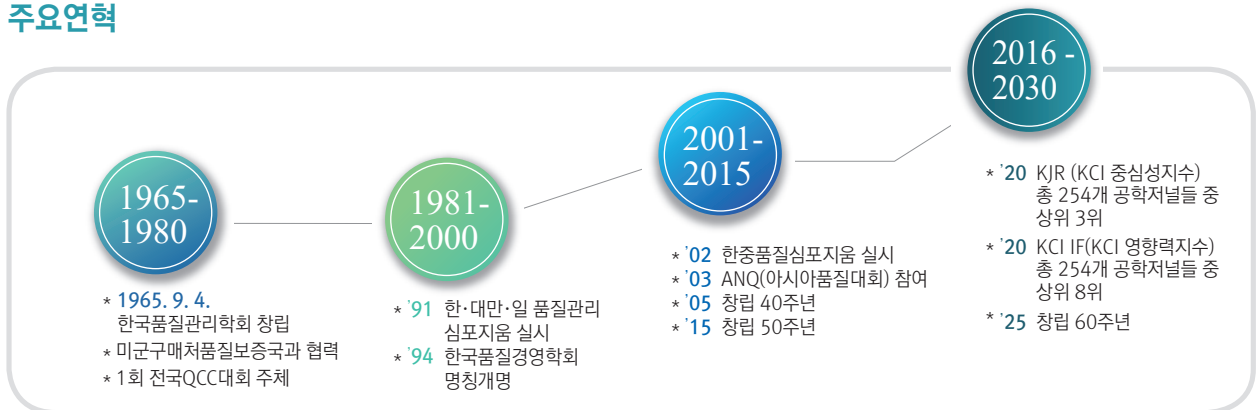 주요연혁
1965-
1980
* 1965. 9. 4.
한국품질관리학회 창립
* 미군구매처품질보증국과 협력
* 1회 전국QCC대회 주체
1981-
2000
* '91 한·대만·일 품질관리
심포지움 실시
* '94 한국품질경영학회
명칭개명
2001-
2015
* '02 한중품질심포지움 실시
* '03 ANQ(아시아품질대회) 참여
* '05 창립 40주년
* '15 창립 50주년
2016 -
2030
* '20 KJR (KCI 중심성지수)
총 254개 공학저널들 중
상위 3위
* '20 KCI IF(KCI 영향력지수)
총 254개 공학저널들 중
상위 8위
* '25 창립 60주년